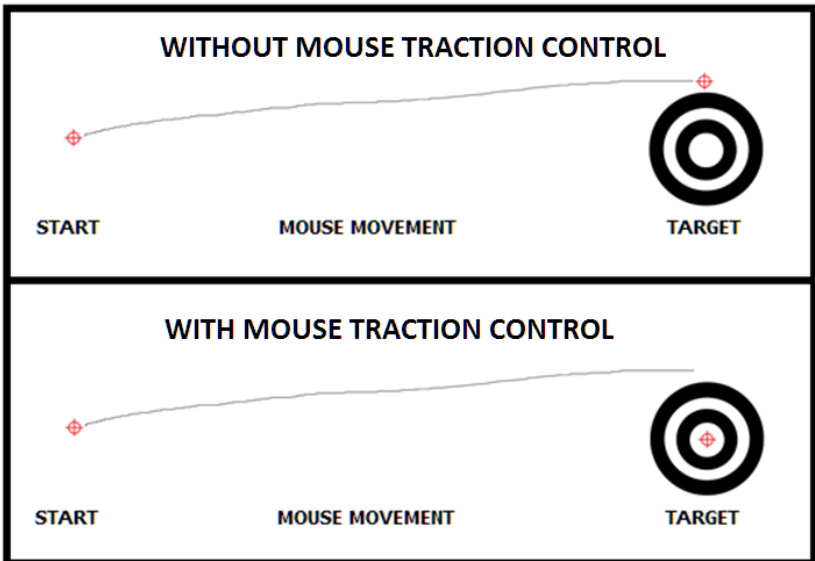 WITHOUT MOUSE TRACTION CONTROL
START MOUSE MOVEMENT TARGET
WITH MOUSE TRACTION CONTROL
START MOUSE MOVEMENT TARGET